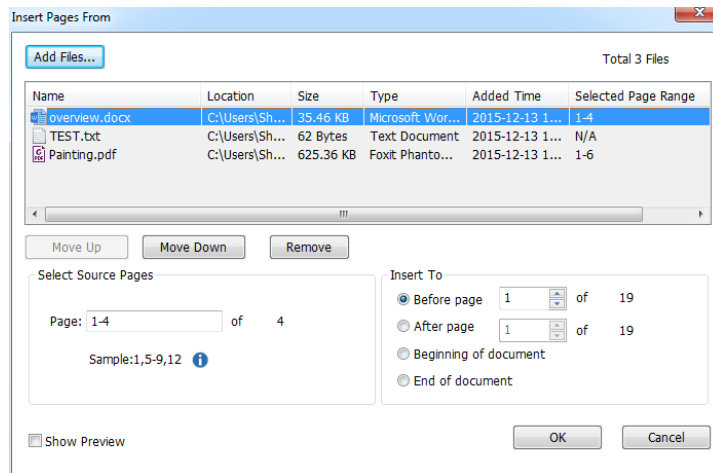 Insert Pages From
Add Files...
Total 3 Files
Name Location Size Type Added Time Selected Page Range
overview.docx C:\Users\Sh... 35.46 KB Microsoft Wor... 2015-12-13 1... 1-4
TEST.txt C:\Users\Sh... 62 Bytes Text Document 2015-12-13 1... N/A
Painting.pdf C:\Users\Sh... 625.36 KB Foxit Phanto... 2015-12-13 1... 1-6
Move Up Move Down Remove
Select Source Pages
Page: 1-4 of 4
Sample:1,5-9,12
Insert To
Before page 1 of 19
After page 1 of 19
Beginning of document
End of document
Show Preview
OK Cancel